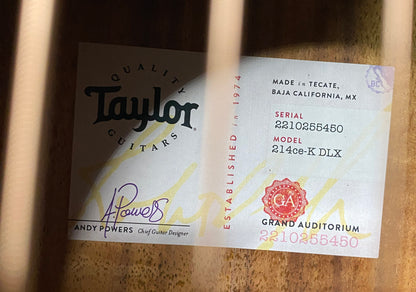 QUALITY
Taylor
GUITARS
ESTABLISHED in 1974
A Powers
ANDY POWERS Chief Guitar Designer
MADE in TECATE,
BAJA CALIFORNIA, MX
SERIAL
2210255450
MODEL
214ce-K DLX
GA
GRAND AUDITORIUM
2210255450